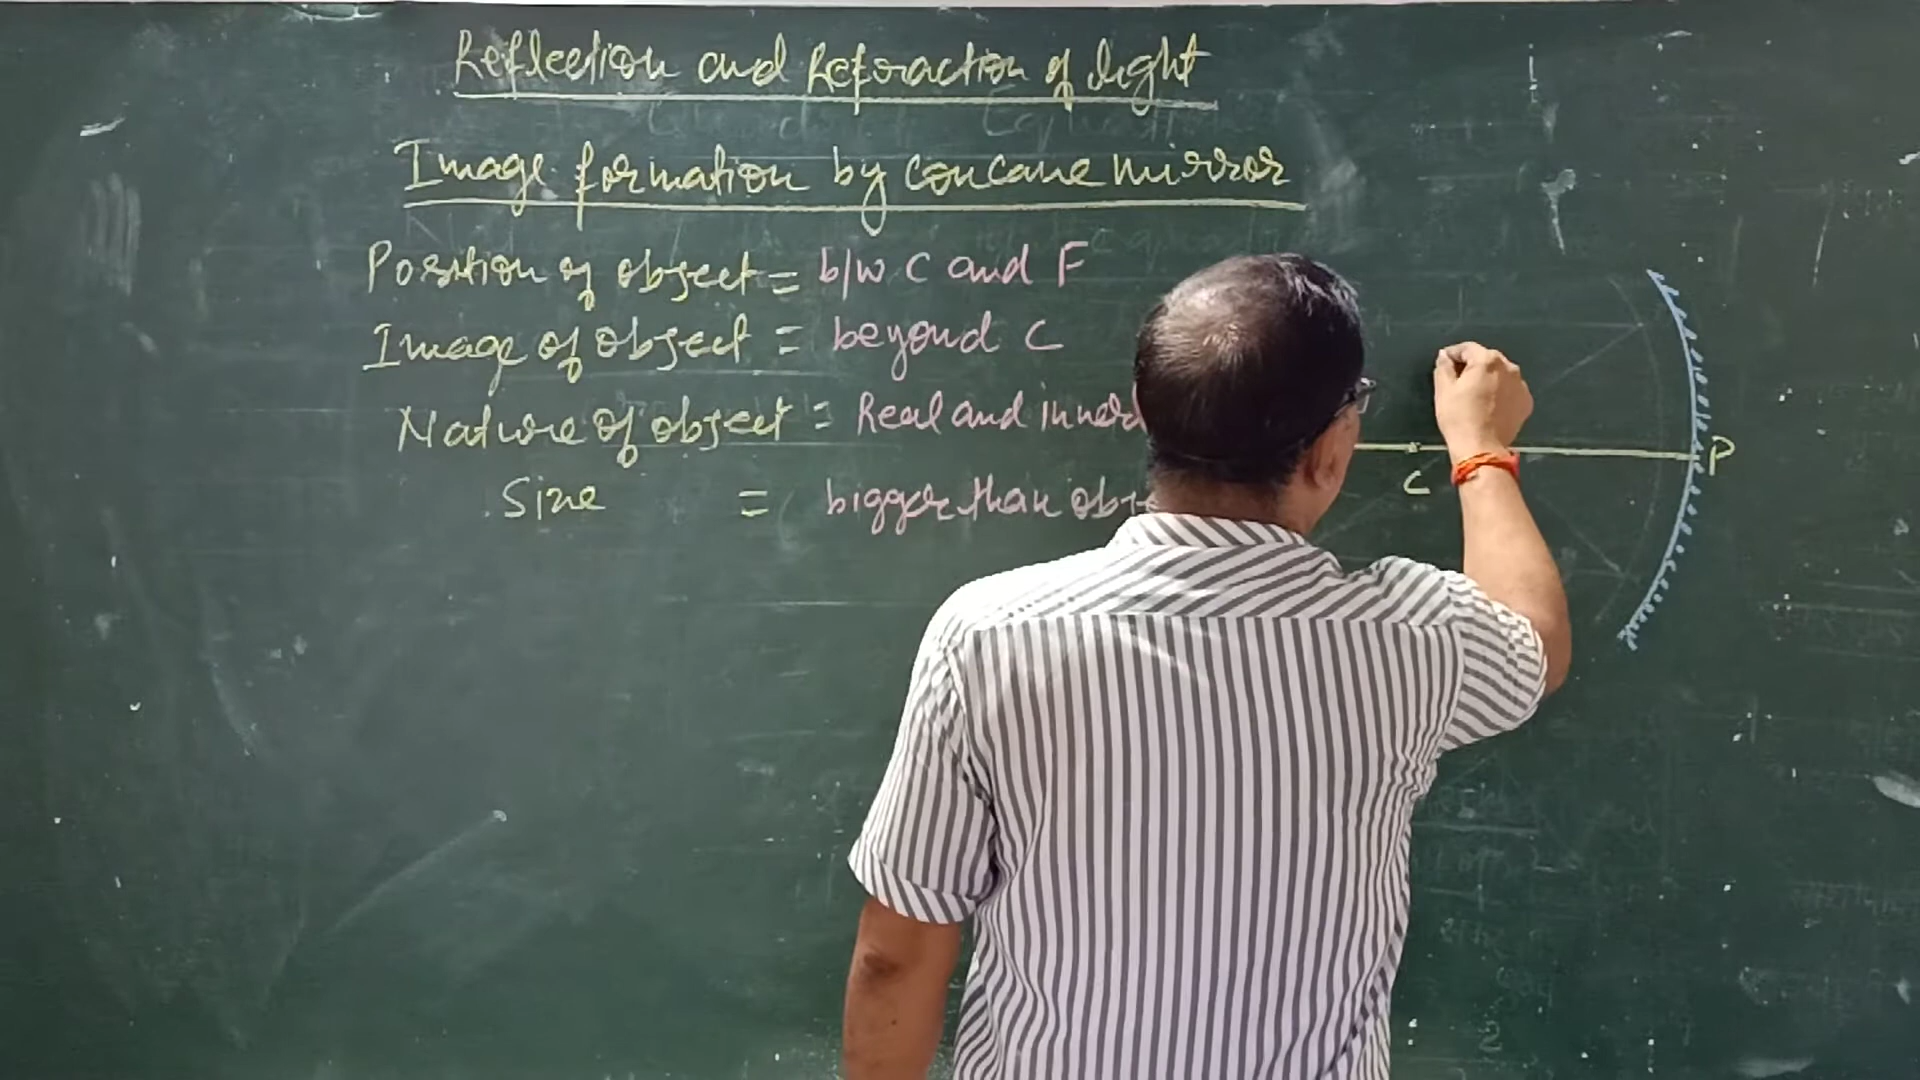 Reflection and Refraction of light
Image formation by concave mirror
Position of object = b/w C and F
Image of object = beyond C
Nature of object = Real and inverd
Size = bigger than obj
C
P